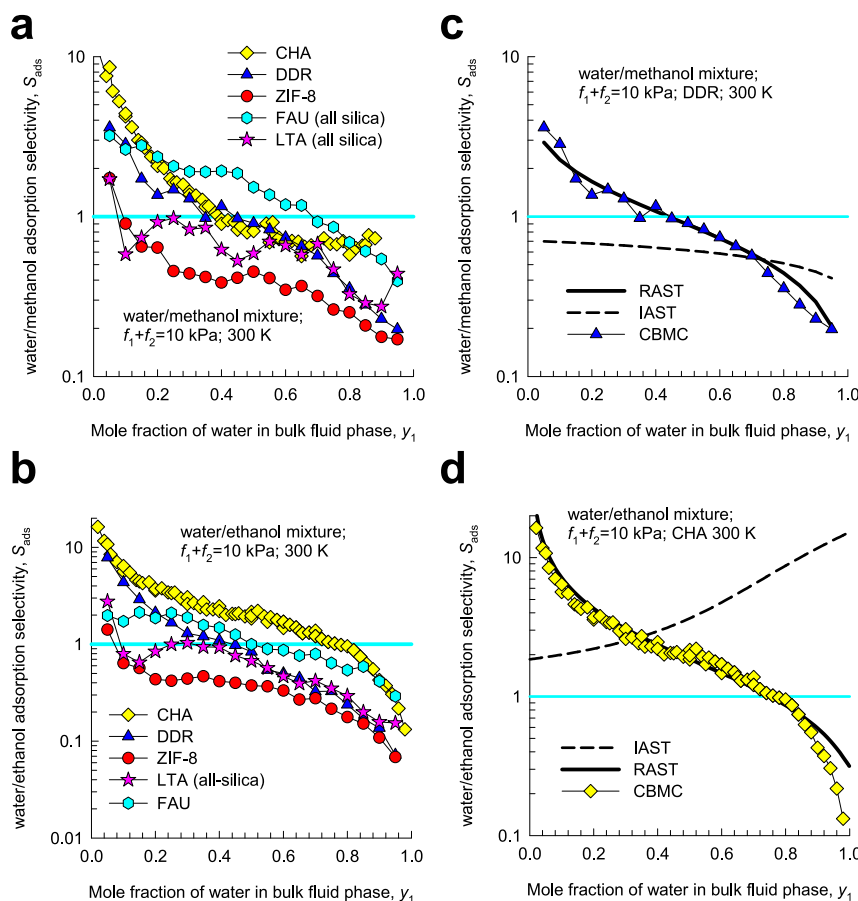 a
10
1
0.1
water/methanol adsorption selectivity, Sads
CHA
DDR
ZIF-8
FAU (all silica)
LTA (all silica)
water/methanol mixture;
f1+f2=10 kPa; 300 K
0.0 0.2 0.4 0.6 0.8 1.0
Mole fraction of water in bulk fluid phase, y1
c
10
1
0.1
water/methanol adsorption selectivity, Sads
water/methanol mixture;
f1+f2=10 kPa; DDR; 300 K
RAST
IAST
CBMC
0.0 0.2 0.4 0.6 0.8 1.0
Mole fraction of water in bulk fluid phase, y1
b
10
1
0.1
0.01
water/ethanol adsorption selectivity, Sads
water/ethanol mixture;
f1+f2=10 kPa; 300 K
CHA
DDR
ZIF-8
LTA (all-silica)
FAU
0.0 0.2 0.4 0.6 0.8 1.0
Mole fraction of water in bulk fluid phase, y1
d
10
1
0.1
water/ethanol adsorption selectivity, Sads
water/ethanol mixture;
f1+f2=10 kPa; CHA 300 K
IAST
RAST
CBMC
0.0 0.2 0.4 0.6 0.8 1.0
Mole fraction of water in bulk fluid phase, y1